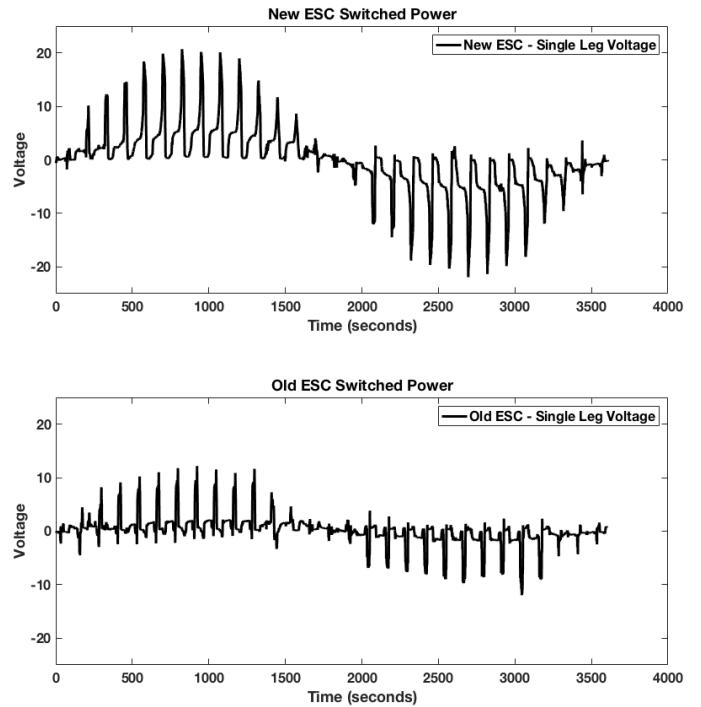 New ESC Switched Power
New ESC - Single Leg Voltage
20
10
0
-10
-20
Voltage
0 500 1000 1500 2000 2500 3000 3500 4000
Time (seconds)
Old ESC Switched Power
Old ESC - Single Leg Voltage
20
10
0
-10
-20
Voltage
0 500 1000 1500 2000 2500 3000 3500 4000
Time (seconds)